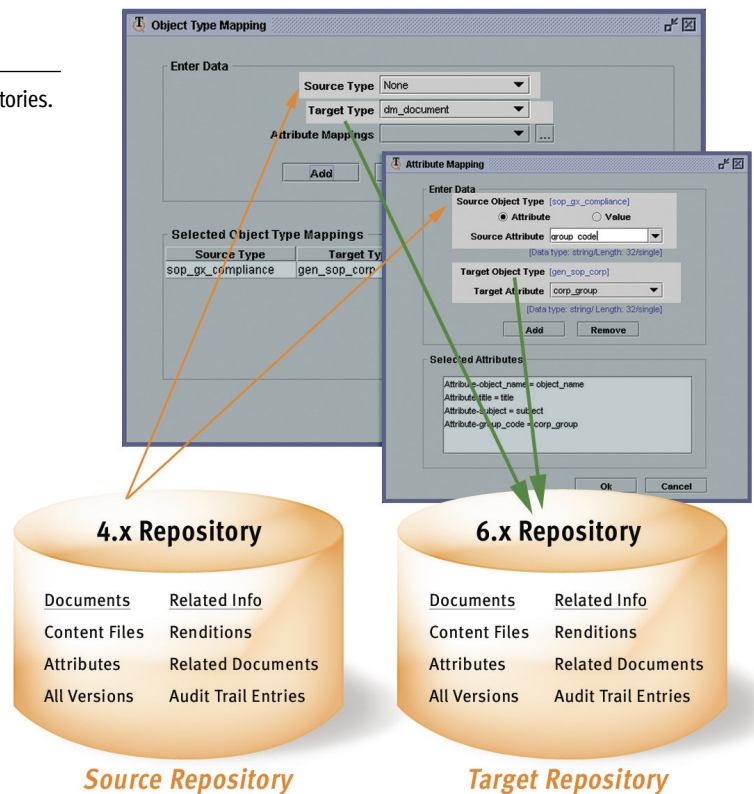 tories.
Object Type Mapping
Enter Data
Source Type None
Target Type dm_document
Attribute Mappings ...
Add
Selected Object Type Mappings
Source Type Target Ty
sop_gx_compliance gen_sop_corp
Attribute Mapping
Enter Data
Source Object Type [sop_gx_compliance]
Attribute Value
Source Attribute group_code
[Data type: string/Length: 32/single]
Target Object Type [gen_sop_corp]
Target Attribute corp_group
[Data type: string/ Length: 32/single]
Add Remove
Selected Attributes
Attribute-object_name = object_name
Attribute-title = title
Attribute-subject = subject
Attribute-group_code = corp_group
Ok Cancel
4.x Repository
Documents Related Info
Content Files Renditions
Attributes Related Documents
All Versions Audit Trail Entries
Source Repository
6.x Repository
Documents Related Info
Content Files Renditions
Attributes Related Documents
All Versions Audit Trail Entries
Target Repository